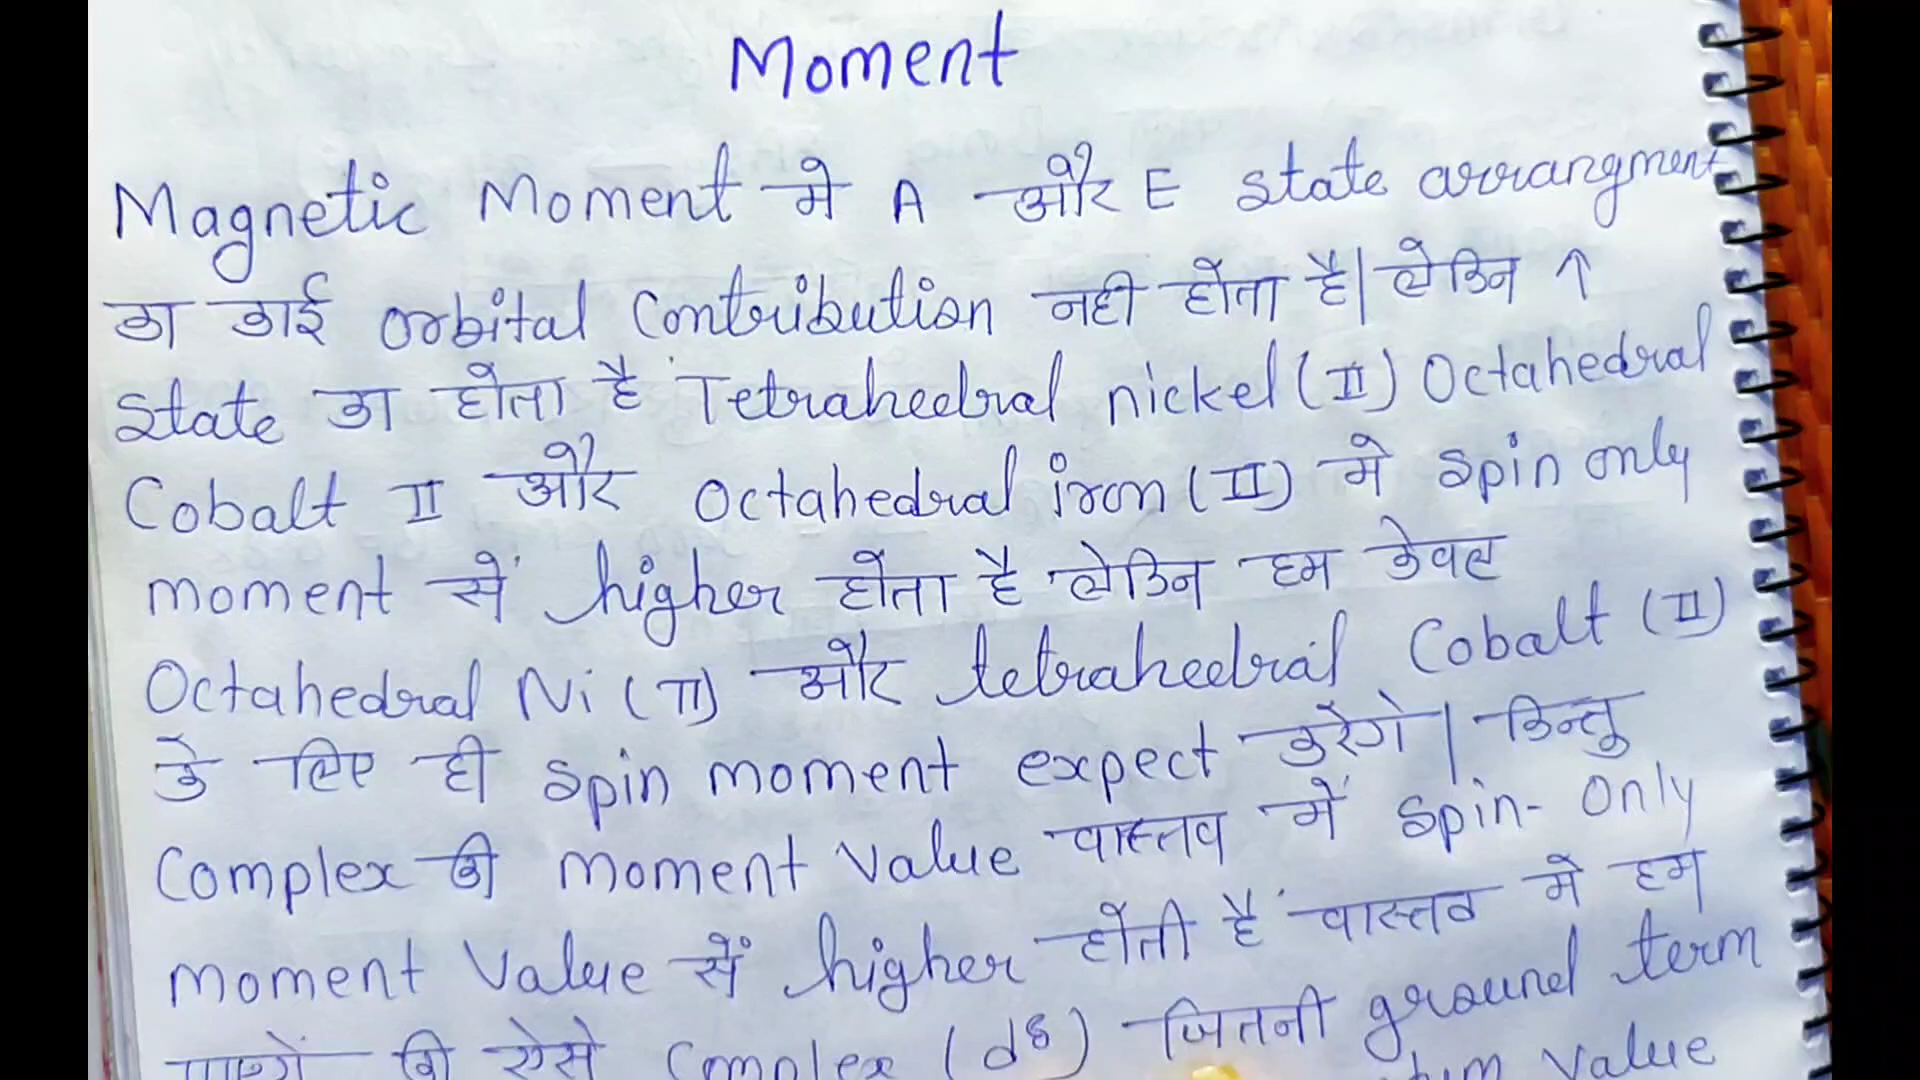 Moment
Magnetic Moment मे A और E state arrangment
का काई orbital Contribution नही होता है| लेकिन ↑
state का होता है Tetrahedral nickel (II) Octahedral
Cobalt II और Octahedral iron (II) मे spin only
moment सें higher होता है लेकिन हम केवल
Octahedral Ni (II) और tetrahedral Cobalt (II)
के लिए ही spin moment expect करेंगे| किन्तु
Complex की moment value वास्तव में spin-only
moment value सें higher होती है वास्तव मे हम
की ऐसे Complex (d8) जितनी ground term
value